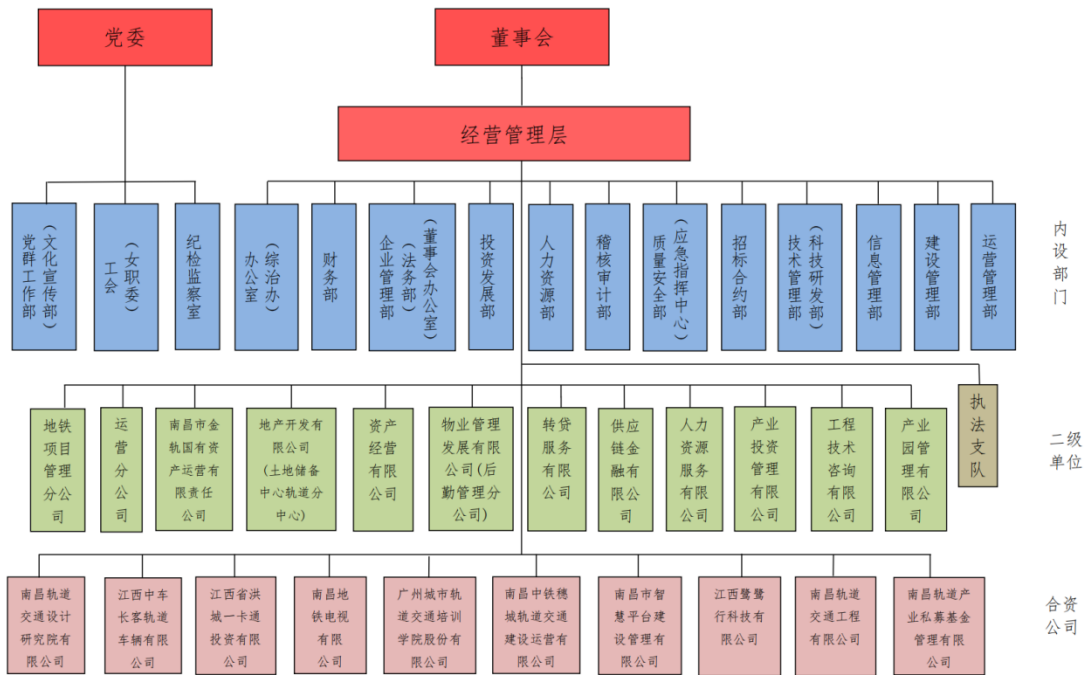 党委
董事会
经营管理层
党群工作部
(文化宣传部)
工会
(女职委)
纪检监察室
办公室
(综治办)
财务部
企业管理部
(法务部)
(董事会办公室)
投资发展部
人力资源部
稽核审计部
质量安全部
(应急指挥中心)
招标合约部
技术管理部
(科技研发部)
信息管理部
建设管理部
运营管理部
内设部门
地铁
项目
管理
分公
司
运
营
分
公
司
南昌市金
轨国有资
产运营有
限责任
公司
地产开发有
限公司
(土地储备
中心轨道分
中心)
资产
经营
有限
公司
物业管理
发展有限
公司(后
勤管理分
公司)
转贷
服务
有限
公司
供应
链金
融有
限公
司
人力
资源
服务
有限
公司
产业
投资
管理
有限
公司
工程
技术
咨询
有限
公司
产业
园管
理有
限公
司
执法支队
二级
单位
南昌轨道
交通设计
研究院有
限公司
江西中车
长客轨道
车辆有限
公司
江西省洪
城一卡通
投资有限
公司
南昌地
铁电视
有限
公司
广州城市轨
道交通培训
学院股份有
限公司
南昌中铁穗
城轨道交通
建设运营有
限公司
南昌市智
慧平台建
设管理有
限公司
江西鹭鹭
行科技有
限公司
南昌轨道
交通工程
有限公司
南昌轨道产
业私募基金
管理有限
公司
合资
公司